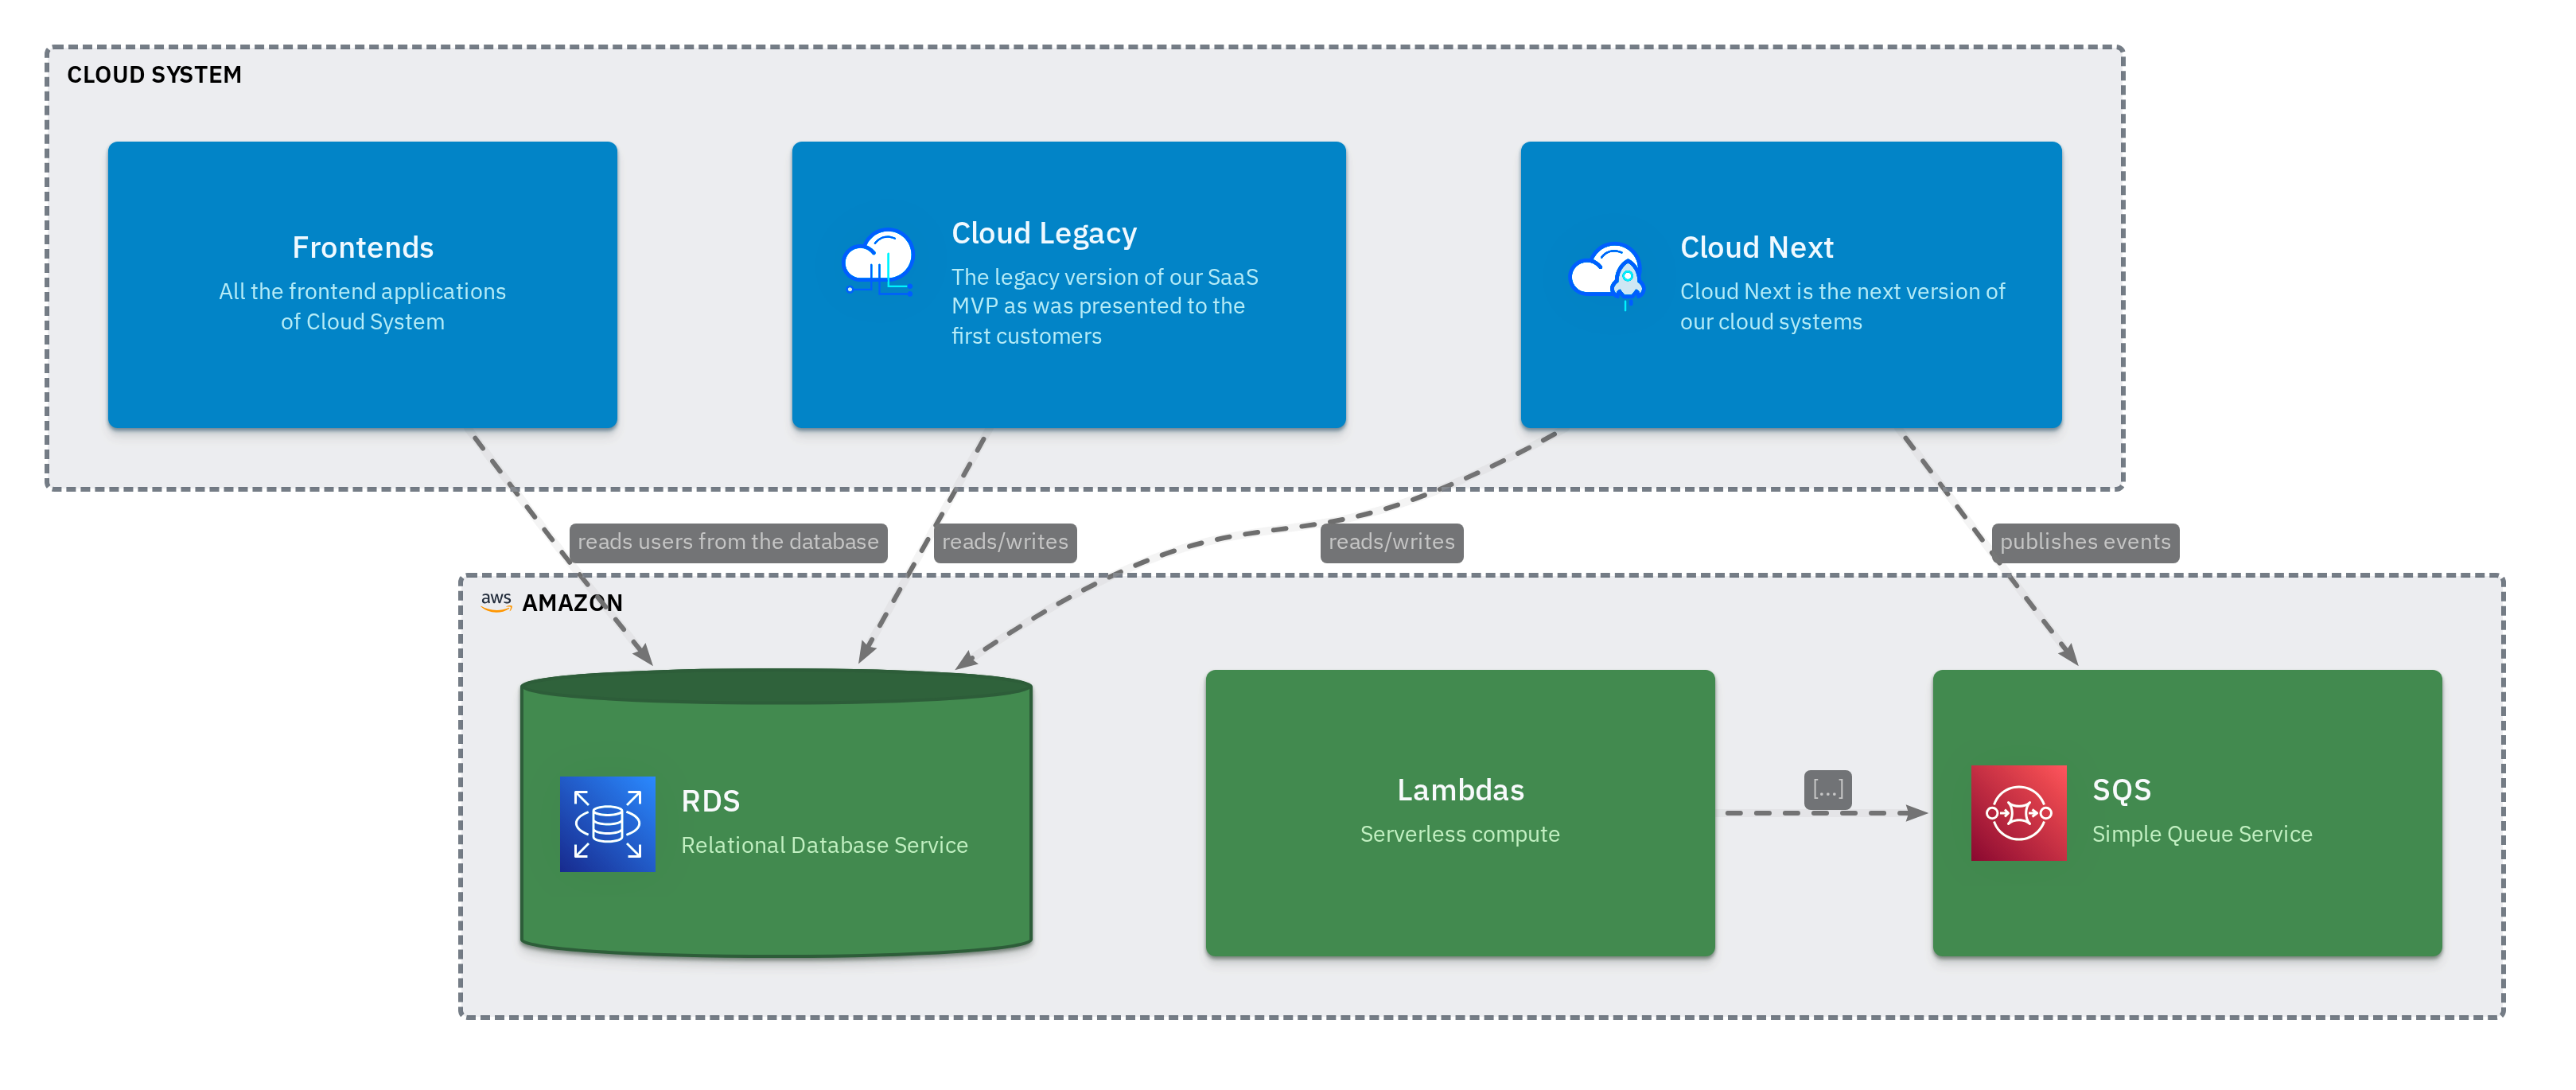 CLOUD SYSTEM
Frontends
All the frontend applications
of Cloud System
Cloud Legacy
The legacy version of our SaaS
MVP as was presented to the
first customers
Cloud Next
Cloud Next is the next version of
our cloud systems
reads users from the database
reads/writes
reads/writes
publishes events
aws AMAZON
RDS
Relational Database Service
Lambdas
Serverless compute
[...]
SQS
Simple Queue Service